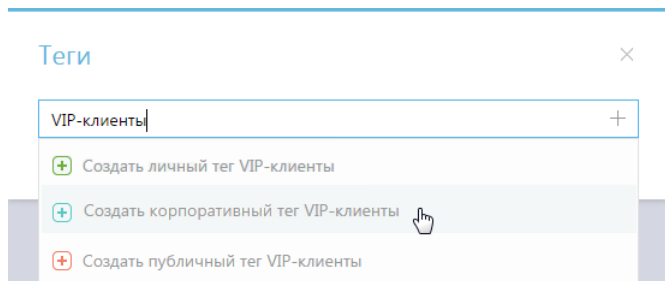 Теги
VIP-клиенты
Создать личный тег VIP-клиенты
Создать корпоративный тег VIP-клиенты
Создать публичный тег VIP-клиенты